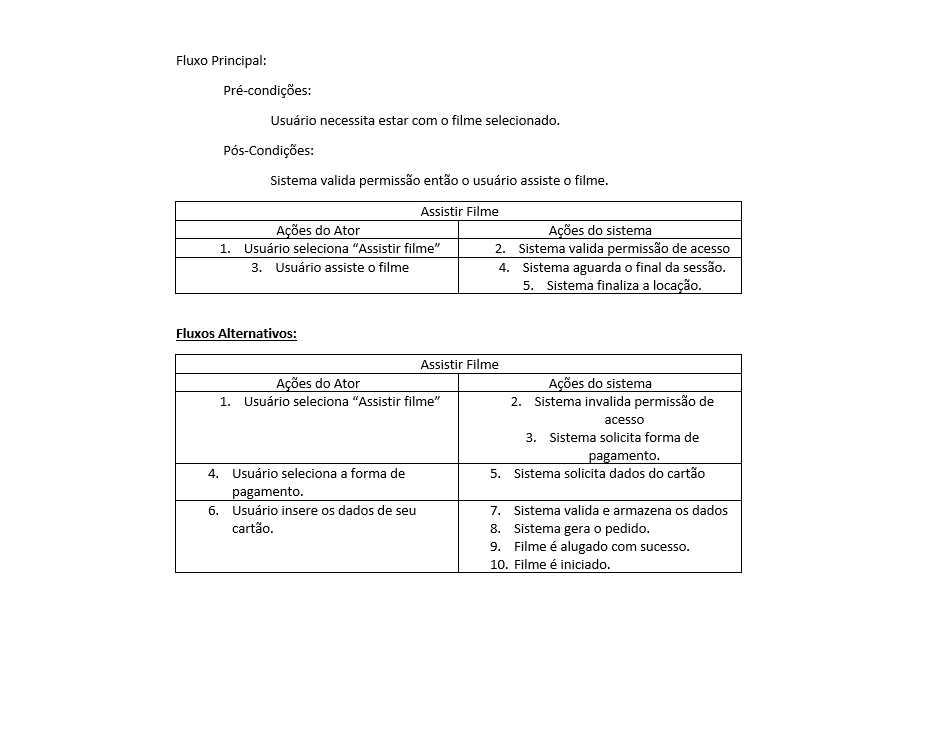 Fluxo Principal:
Pré-condições:
Usuário necessita estar com o filme selecionado.
Pós-Condições:
Sistema valida permissão então o usuário assiste o filme.
Assistir Filme
Ações do Ator Ações do sistema
1. Usuário seleciona “Assistir filme” 2. Sistema valida permissão de acesso
3. Usuário assiste o filme 4. Sistema aguarda o final da sessão.
5. Sistema finaliza a locação.
Fluxos Alternativos:
Assistir Filme
Ações do Ator Ações do sistema
1. Usuário seleciona “Assistir filme” 2. Sistema invalida permissão de
acesso
3. Sistema solicita forma de
pagamento.
4. Usuário seleciona a forma de 5. Sistema solicita dados do cartão
pagamento.
6. Usuário insere os dados de seu 7. Sistema valida e armazena os dados
cartão. 8. Sistema gera o pedido.
9. Filme é alugado com sucesso.
10. Filme é iniciado.